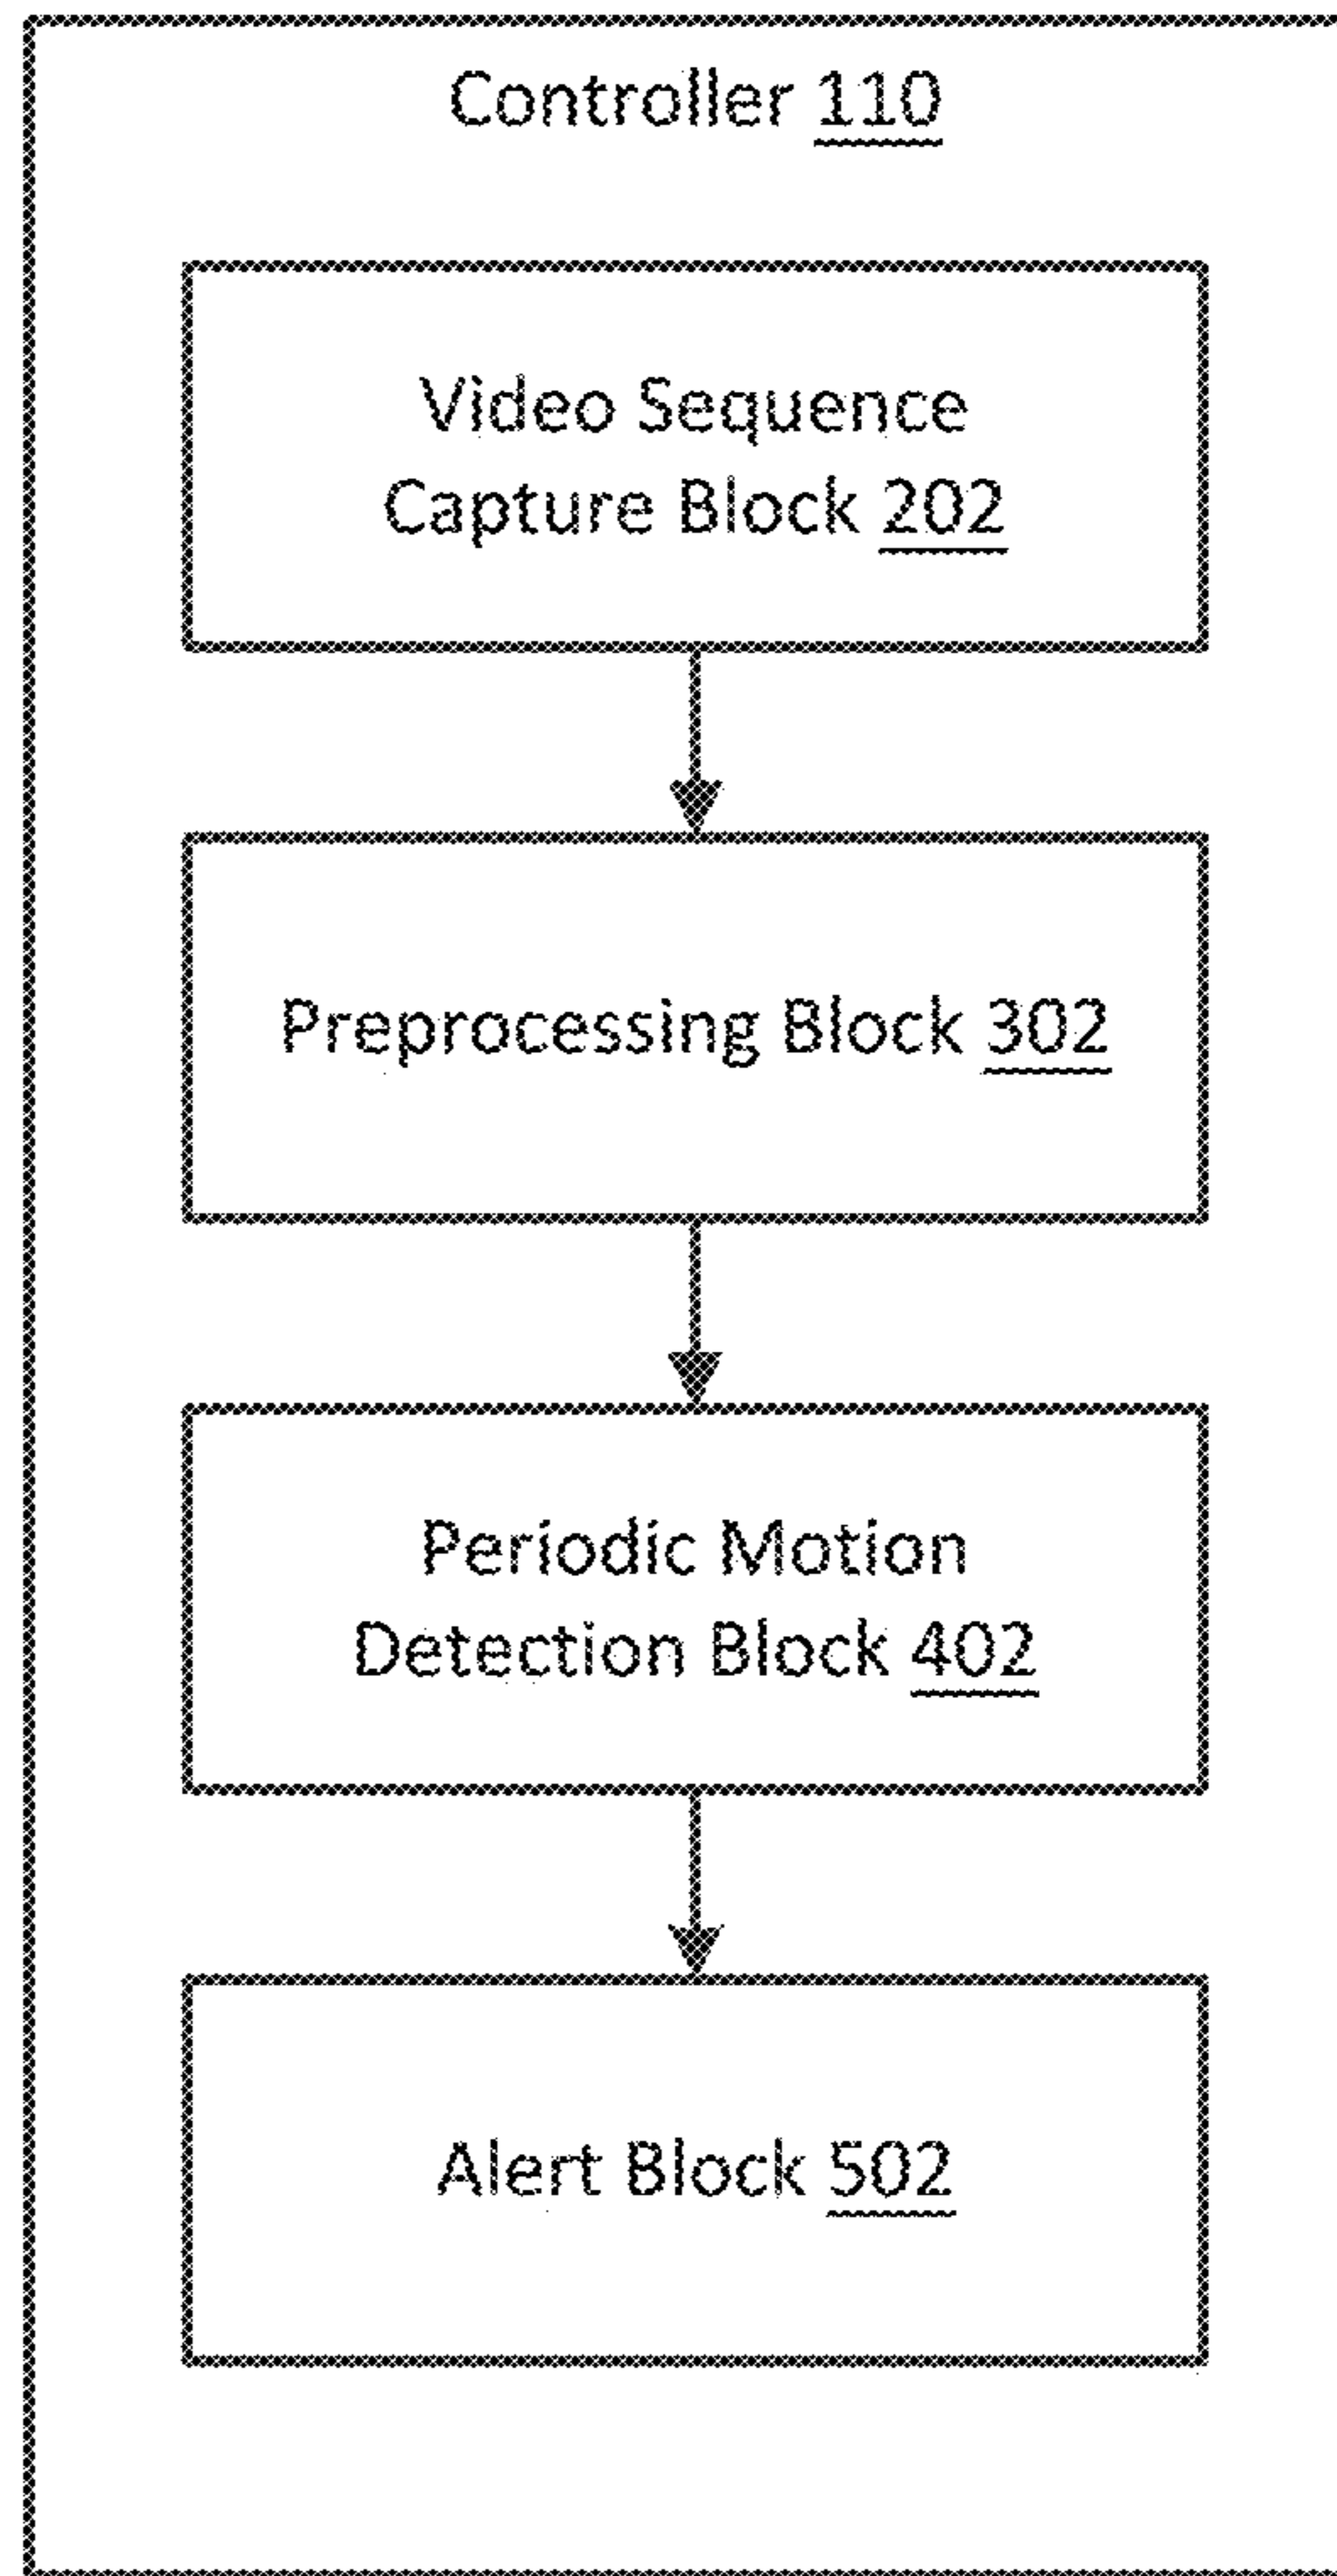 Controller 110
Video Sequence
Capture Block 202
Preprocessing Block 302
Periodic Motion
Detection Block 402
Alert Block 502